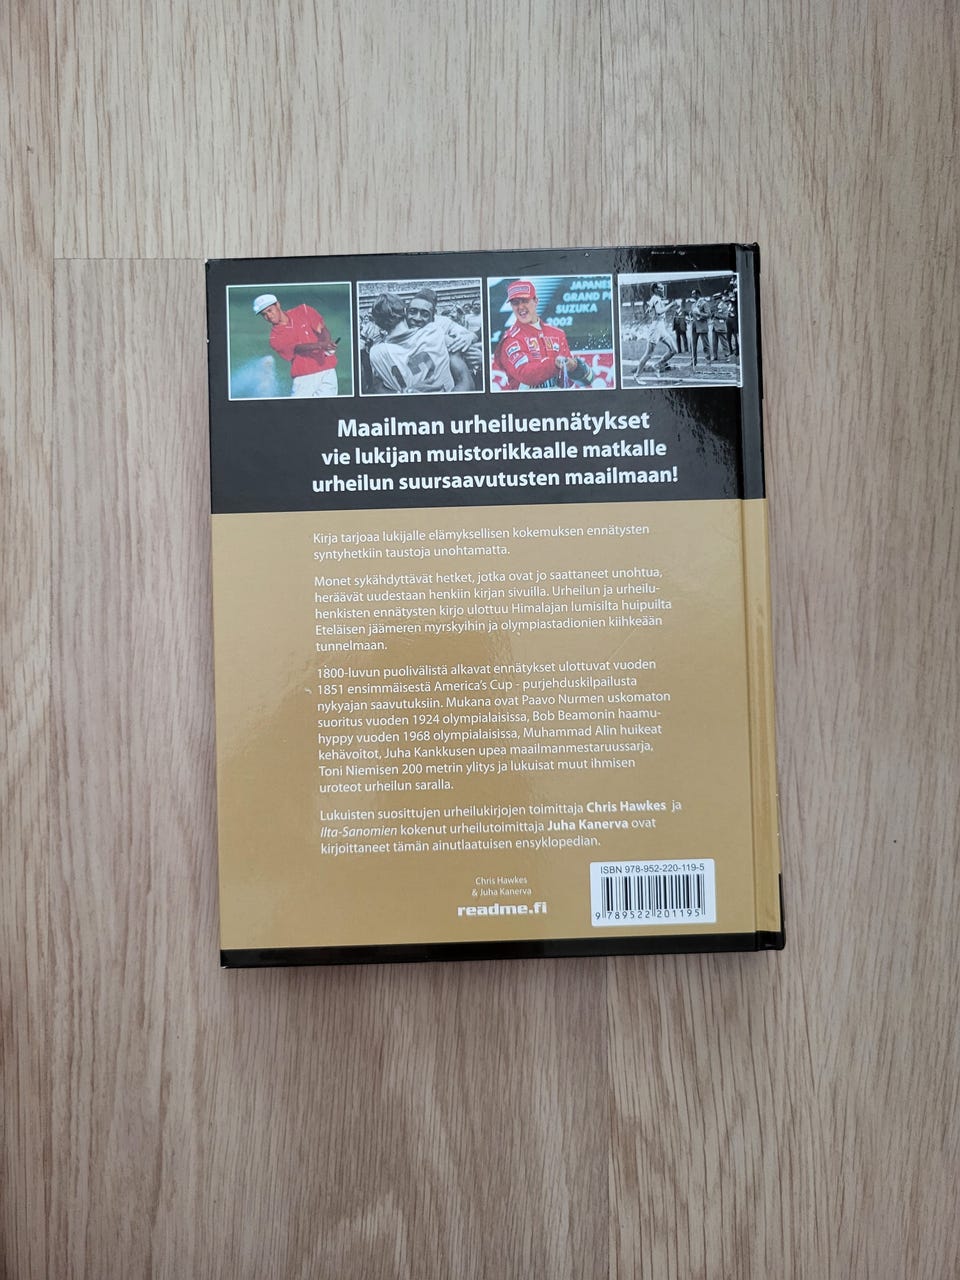 JAPANES
GRAND P
SUZUKA
2002
Maailman urheiluennätykset
vie lukijan muistorikkaalle matkalle
urheilun suursaavutusten maailmaan!
Kirja tarjoaa lukijalle elämyksellisen kokemuksen ennätysten
syntyhetkiin taustoja unohtamatta.
Monet sykähdyttävät hetket, jotka ovat jo saattaneet unohtua,
heräävät uudestaan henkiin kirjan sivuilla. Urheilun ja urheilu-
henkisten ennätysten kirjo ulottuu Himalajan lumisilta huipuilta
Eteläisen jäämeren myrskyihin ja olympiastadionien kiihkeään
tunnelmaan.
1800-luvun puolivälistä alkavat ennätykset ulottuvat vuoden
1851 ensimmäisestä America's Cup - purjehduskilpailusta
nykyajan saavutuksiin. Mukana ovat Paavo Nurmen uskomaton
suoritus vuoden 1924 olympialaisissa, Bob Beamonin haamu-
hyppy vuoden 1968 olympialaisissa, Muhammad Alin huikeat
kehävoitot, Juha Kankkusen upea maailmanmestaruussarja,
Toni Niemisen 200 metrin ylitys ja lukuisat muut ihmisen
uroteot urheilun saralla.
Lukuisten suosittujen urheilukirjojen toimittaja Chris Hawkes ja
Ilta-Sanomien kokenut urheilutoimittaja Juha Kanerva ovat
kirjoittaneet tämän ainutlaatuisen ensyklopedian.
Chris Hawkes
& Juha Kanerva
readme.fi
ISBN 978-952-220-119-5
9 789522 201195